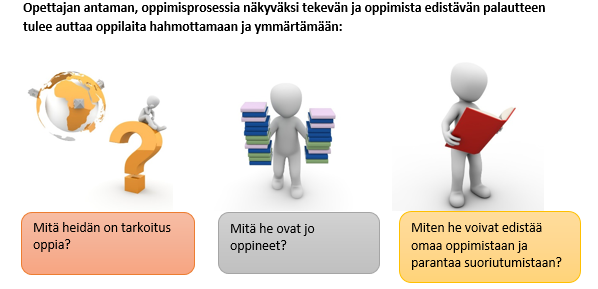 Opettajan antaman, oppimisprosessia näkyväksi tekevän ja oppimista edistävän palautteen
tulee auttaa oppilaita hahmottamaan ja ymmärtämään:
Mitä heidän on tarkoitus
oppia?
Mitä he ovat jo
oppineet?
Miten he voivat edistää
omaa oppimistaan ja
parantaa suoriutumistaan?